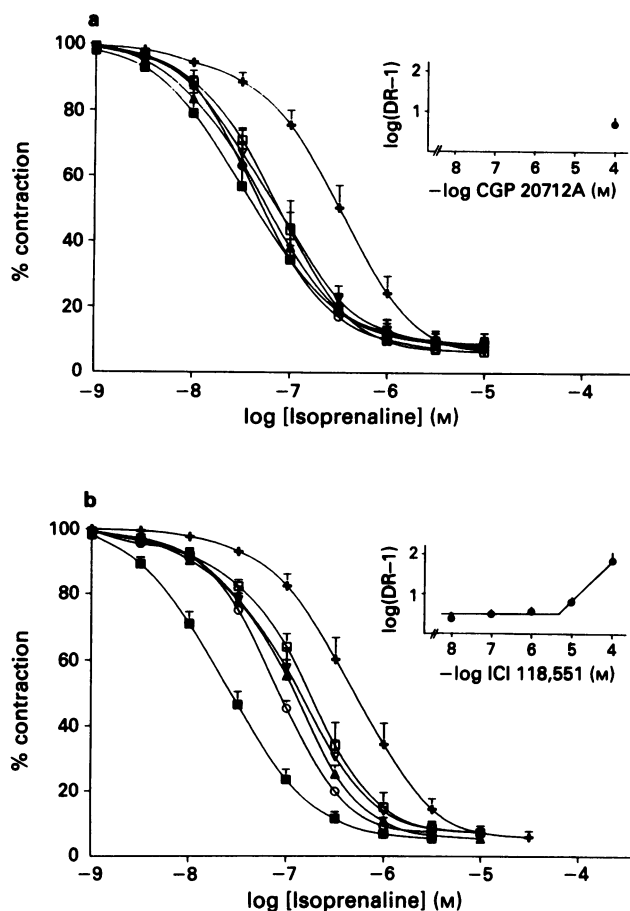 a
100
80
60
40
20
0
% contraction
−9 −8 −7 −6 −5 −4
log [Isoprenaline] (M)
2
1
log(DR−1)
8 7 6 5 4
−log CGP 20712A (M)
b
100
80
60
40
20
0
% contraction
−9 −8 −7 −6 −5 −4
log [Isoprenaline] (M)
2
1
log(DR−1)
8 7 6 5 4
−log ICI 118,551 (M)